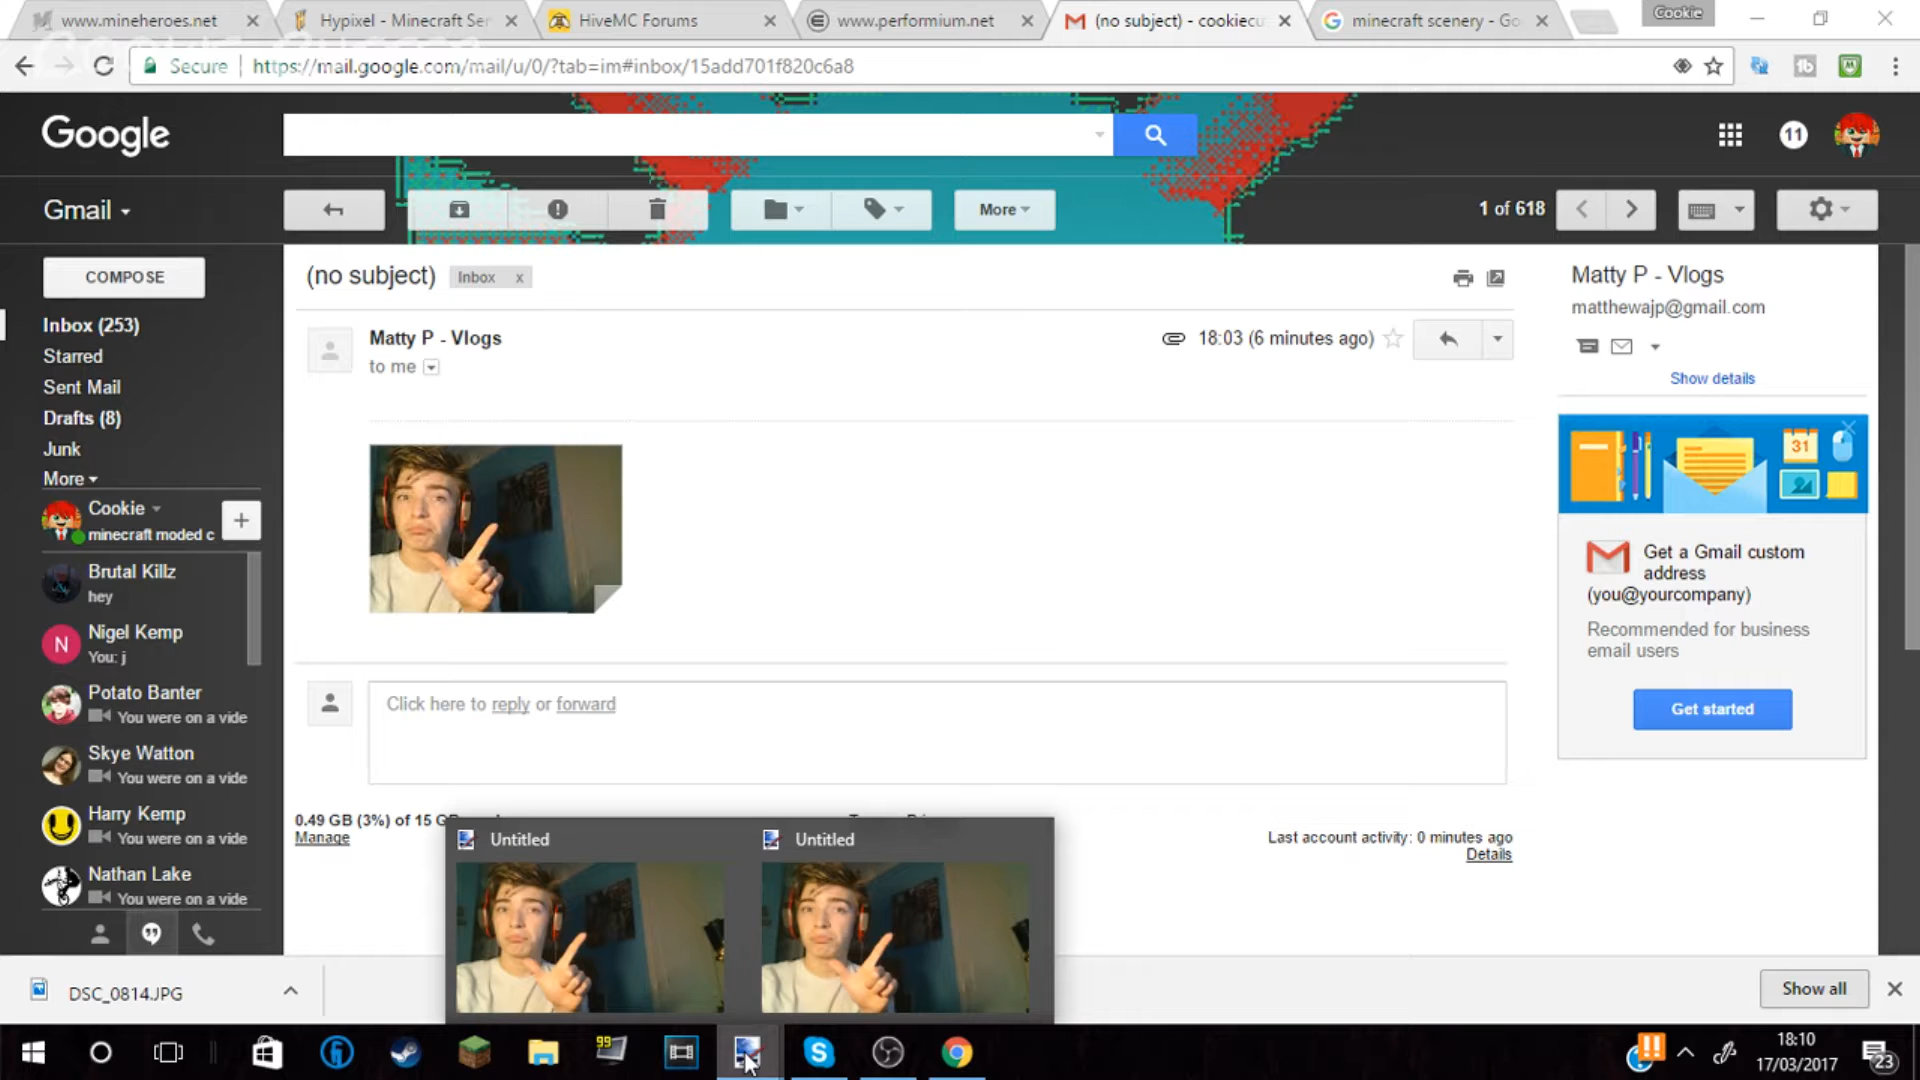 www.mineheroes.net
Hypixel - Minecraft Ser
HiveMC Forums
www.performium.net
(no subject) - cookiecu
minecraft scenery - Go
Cookie
Secure
https://mail.google.com/mail/u/0/?tab=im#inbox/15add701f820c6a8
Google
11
Gmail
More
1 of 618
COMPOSE
Inbox (253)
Starred
Sent Mail
Drafts (8)
Junk
More
Cookie
minecraft moded c
Brutal Killz
hey
N
Nigel Kemp
You: j
Potato Banter
You were on a vide
Skye Watton
You were on a vide
Harry Kemp
You were on a vide
Nathan Lake
You were on a vide
(no subject)
Inbox x
Matty P - Vlogs
to me
18:03 (6 minutes ago)
Click here to reply or forward
0.49 GB (3%) of 15
Manage
Last account activity: 0 minutes ago
Details
Matty P - Vlogs
matthewajp@gmail.com
Show details
31
Get a Gmail custom
address
(you@yourcompany)
Recommended for business
email users
Get started
Untitled
Untitled
DSC_0814.JPG
Show all
99
18:10
17/03/2017
23